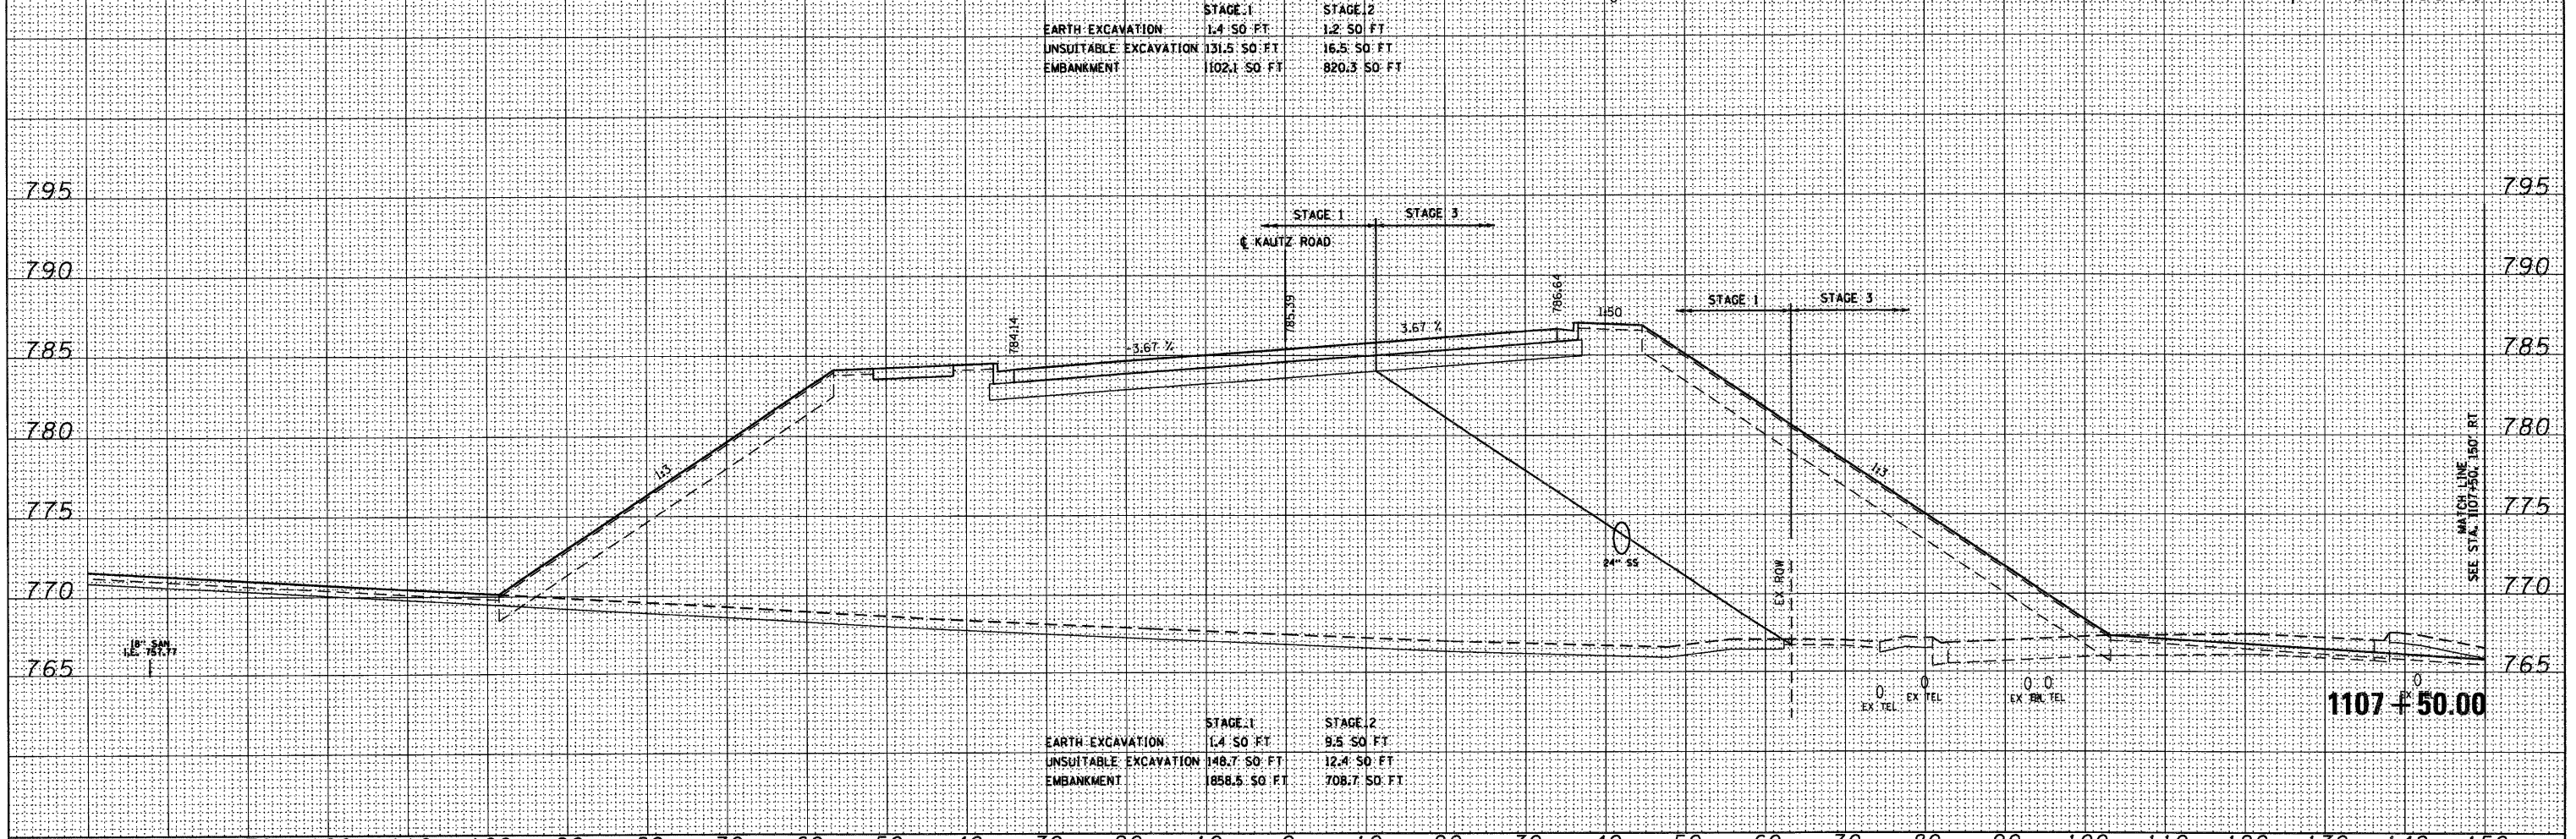 STAGE 1 STAGE 2
EARTH EXCAVATION 1.4 SQ FT 1.2 SQ FT
UNSUITABLE EXCAVATION 131.5 SQ FT 16.5 SQ FT
EMBANKMENT 1102.1 SQ FT 820.3 SQ FT
795 795
STAGE 1 STAGE 3
℄ KAUTZ ROAD
790 790
786.64
STAGE 1 STAGE 3
785.39
1:50
784.14
3.67 %
-3.67 %
785 785
780 780
1:3
1:3
MATCH LINE
SEE STA. 1107+50, 150' RT
775 775
24" SS
EX ROW
770 770
18" SAN
I.E. 757.77
765 765
EX TEL
EX TEL
EX TEL
1107 + 50.00
STAGE 1 STAGE 2
EARTH EXCAVATION 1.4 SQ FT 9.5 SQ FT
UNSUITABLE EXCAVATION 148.7 SQ FT 12.4 SQ FT
EMBANKMENT 1858.5 SQ FT 708.7 SQ FT